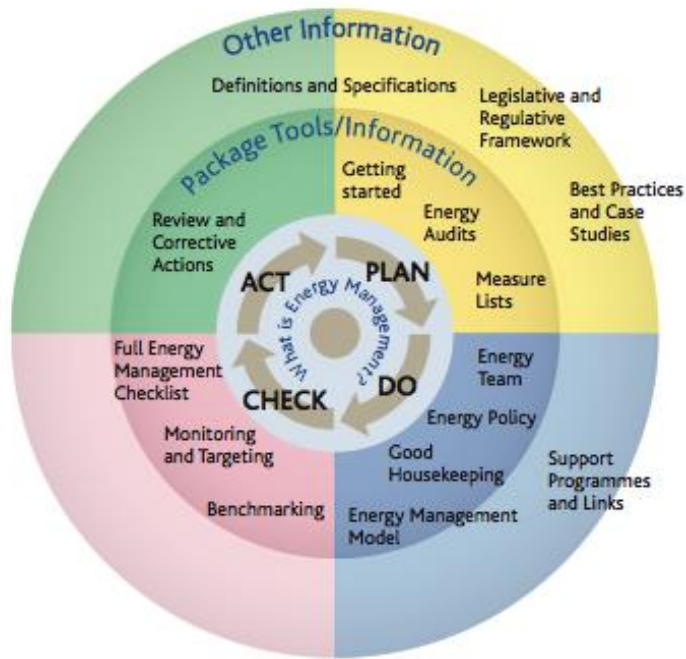 Other Information
Definitions and Specifications
Legislative and
Regulative
Framework
Best Practices
and Case
Studies
Package Tools/Information
Getting
started
Energy
Audits
Measure
Lists
Review and
Corrective
Actions
ACT
PLAN
What is Energy Management?
CHECK
DO
Full Energy
Management
Checklist
Monitoring
and Targeting
Benchmarking
Energy
Team
Energy Policy
Good
Housekeeping
Energy Management
Model
Support
Programmes
and Links